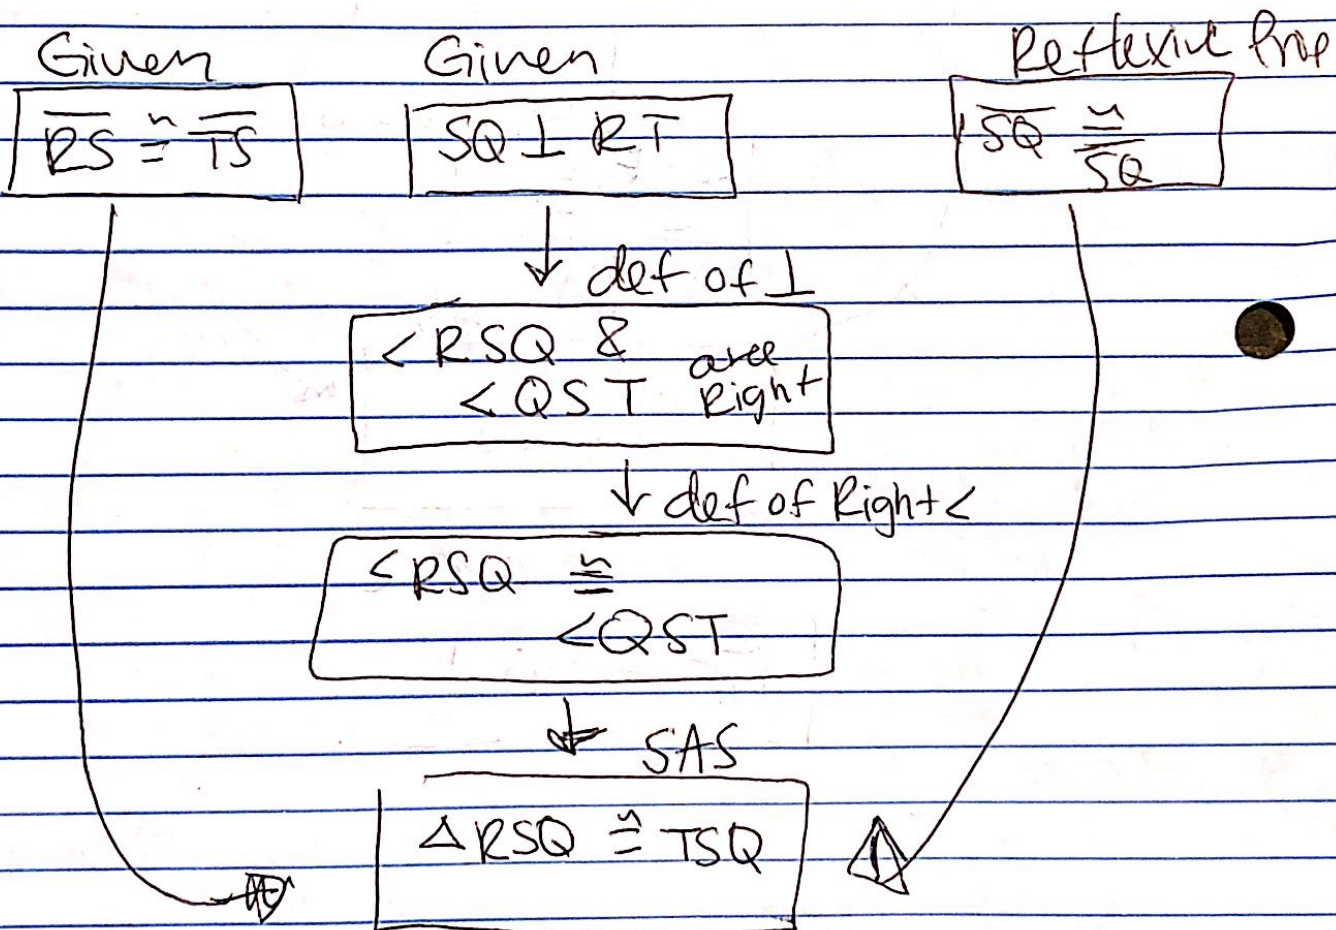 Given
RS ≅ TS
Given
SQ ⊥ RT
Reflexive Prop
SQ ≅
SQ
def of ⊥
<RSQ &
<QST are Right
def of Right <
<RSQ ≅
<QST
SAS
△RSQ ≅ TSQ